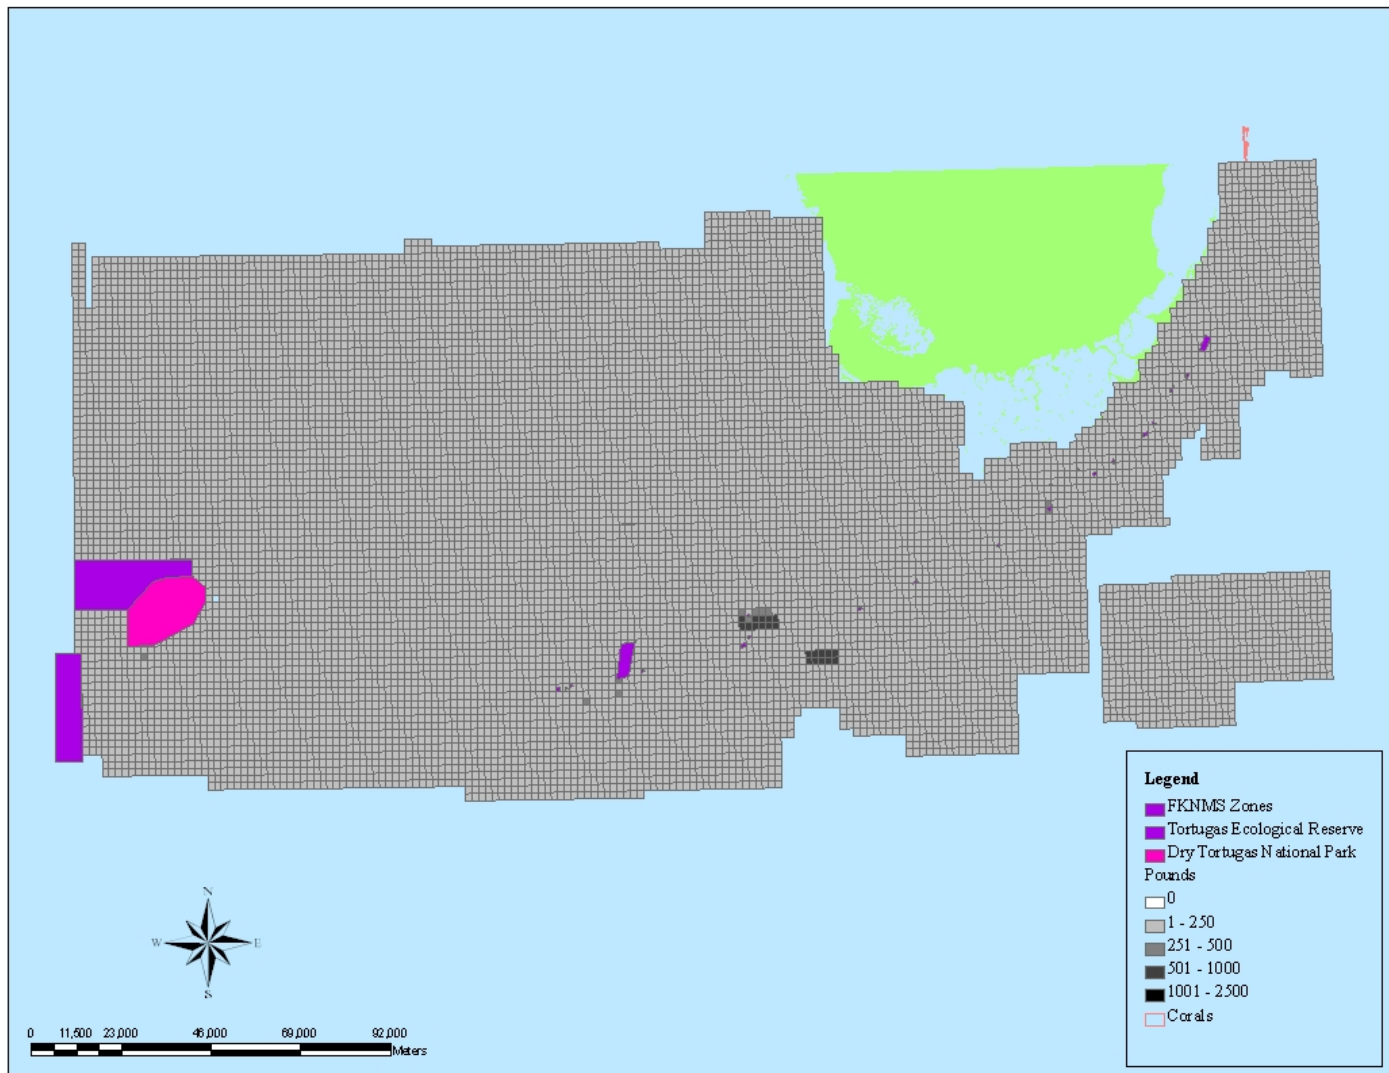 Legend
FKNMS Zones
Tortugas Ecological Reserve
Dry Tortugas National Park
Pounds
0
1 - 250
251 - 500
501 - 1000
1001 - 2500
Corals
N
W E
S
0 11,500 23,000 46,000 69,000 92,000
Meters